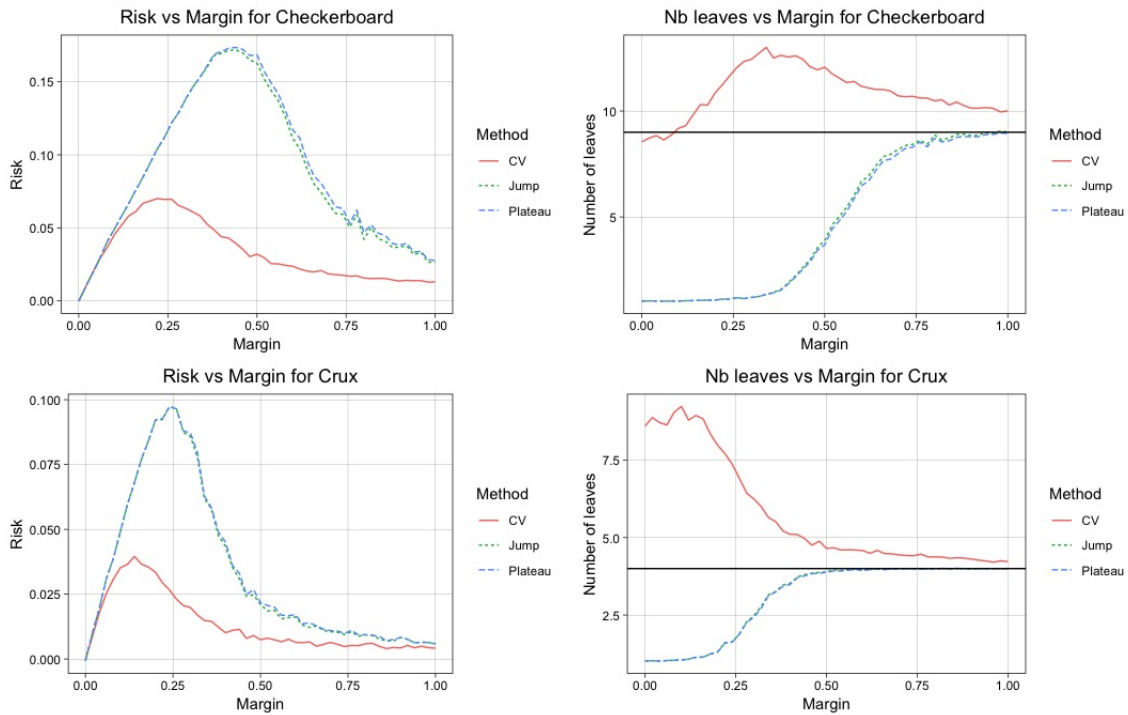 Risk vs Margin for Checkerboard
Risk
0.15
0.10
0.05
0.00
0.00 0.25 0.50 0.75 1.00
Margin
Method
CV
Jump
Plateau
Nb leaves vs Margin for Checkerboard
Number of leaves
10
5
0.00 0.25 0.50 0.75 1.00
Margin
Method
CV
Jump
Plateau
Risk vs Margin for Crux
Risk
0.100
0.075
0.050
0.025
0.000
0.00 0.25 0.50 0.75 1.00
Margin
Method
CV
Jump
Plateau
Nb leaves vs Margin for Crux
Number of leaves
7.5
5.0
2.5
0.00 0.25 0.50 0.75 1.00
Margin
Method
CV
Jump
Plateau